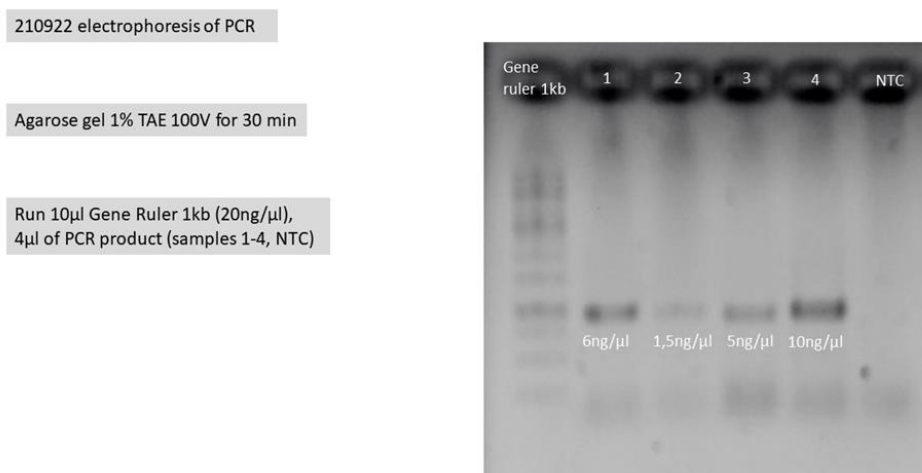 210922 electrophoresis of PCR
Agarose gel 1% TAE 100V for 30 min
Run 10µl Gene Ruler 1kb (20ng/µl),
4µl of PCR product (samples 1-4, NTC)
Gene
ruler 1kb
1
2
3
4
NTC
6ng/µl
1,5ng/µl
5ng/µl
10ng/µl